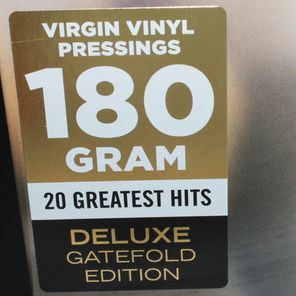 VIRGIN VINYL
PRESSINGS
180
GRAM
20 GREATEST HITS
DELUXE
GATEFOLD
EDITION